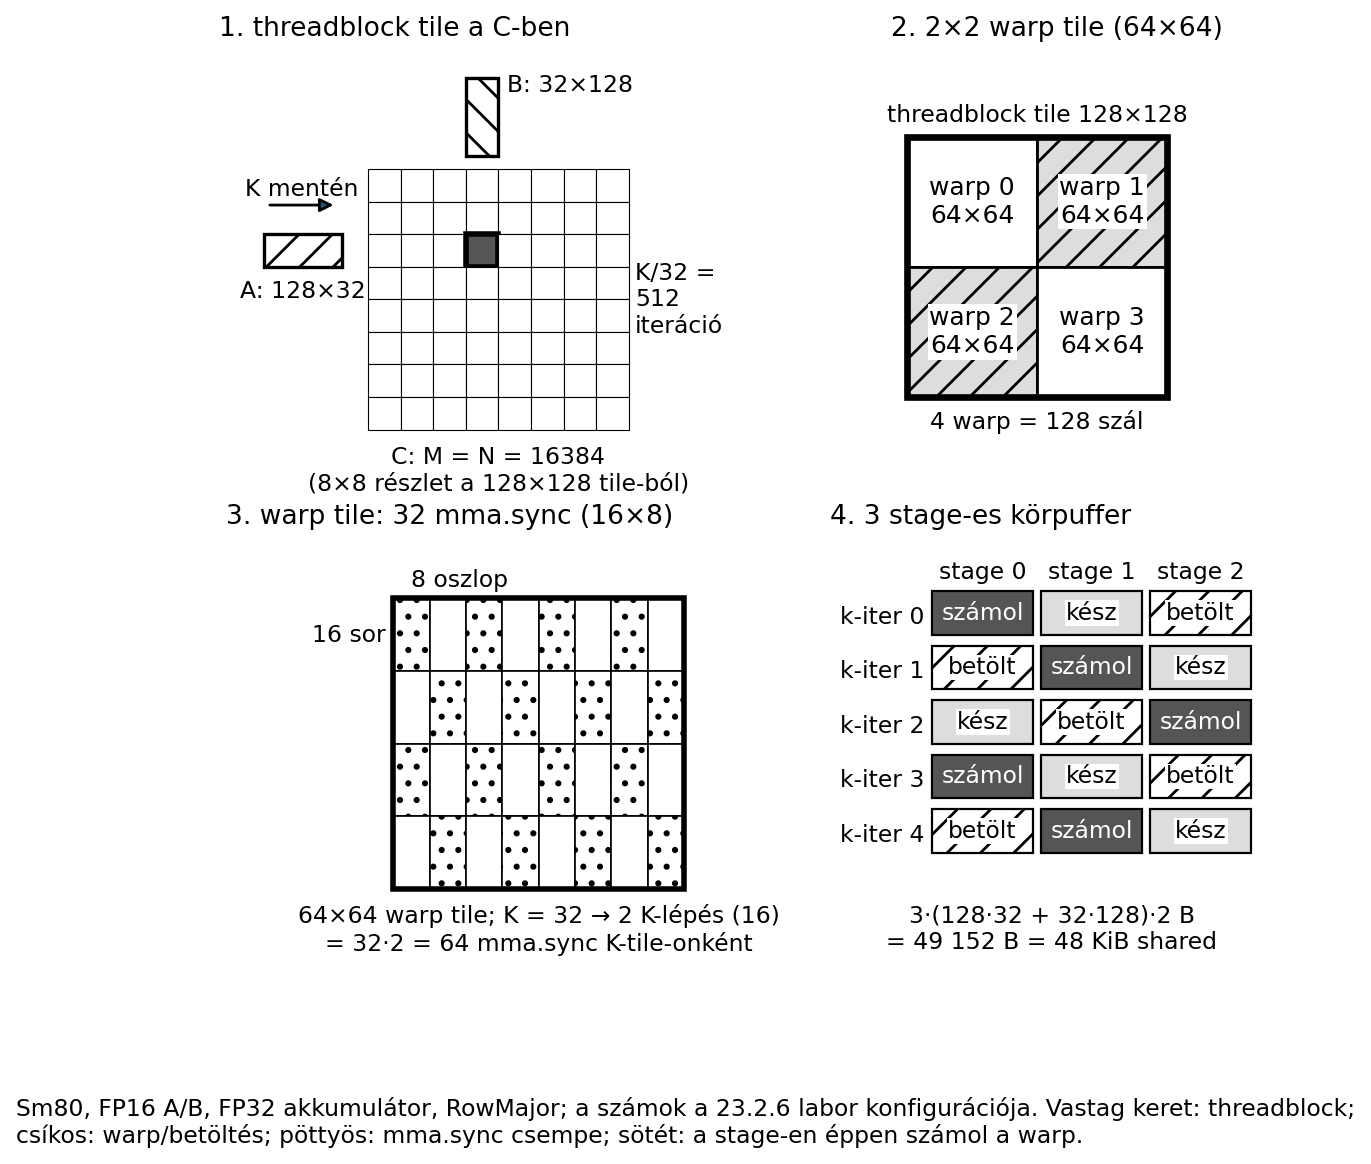 1. threadblock tile a C-ben
B: 32×128
K mentén
A: 128×32
K/32 =
512
iteráció
C: M = N = 16384
(8×8 részlet a 128×128 tile-ból)
2. 2×2 warp tile (64×64)
threadblock tile 128×128
warp 0
64×64
warp 1
64×64
warp 2
64×64
warp 3
64×64
4 warp = 128 szál
3. warp tile: 32 mma.sync (16×8)
8 oszlop
16 sor
64×64 warp tile; K = 32 → 2 K-lépés (16)
= 32·2 = 64 mma.sync K-tile-onként
4. 3 stage-es körpuffer
stage 0 stage 1 stage 2
k-iter 0 számol kész betölt
k-iter 1 betölt számol kész
k-iter 2 kész betölt számol
k-iter 3 számol kész betölt
k-iter 4 betölt számol kész
3·(128·32 + 32·128)·2 B
= 49 152 B = 48 KiB shared
Sm80, FP16 A/B, FP32 akkumulátor, RowMajor; a számok a 23.2.6 labor konfigurációja. Vastag keret: threadblock;
csíkos: warp/betöltés; pöttyös: mma.sync csempe; sötét: a stage-en éppen számol a warp.